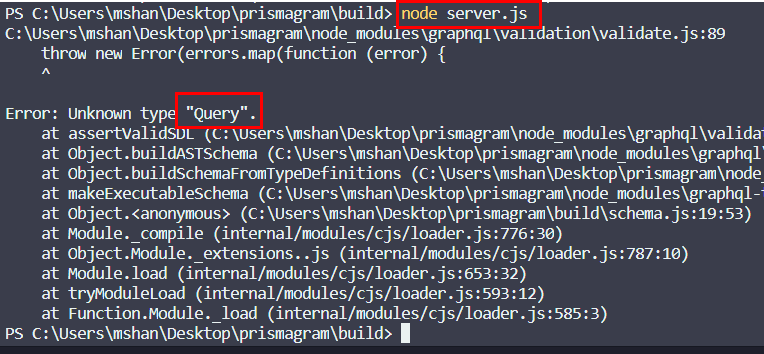 PS C:\Users\mshan\Desktop\prismagram\build> node server.js
C:\Users\mshan\Desktop\prismagram\node_modules\graphql\validation\validate.js:89
    throw new Error(errors.map(function (error) {
    ^
Error: Unknown type "Query".
    at assertValidSDL (C:\Users\mshan\Desktop\prismagram\node_modules\graphql\validat
    at Object.buildASTSchema (C:\Users\mshan\Desktop\prismagram\node_modules\graphql\
    at Object.buildSchemaFromTypeDefinitions (C:\Users\mshan\Desktop\prismagram\node_
    at makeExecutableSchema (C:\Users\mshan\Desktop\prismagram\node_modules\graphql-t
    at Object.<anonymous> (C:\Users\mshan\Desktop\prismagram\build\schema.js:19:53)
    at Module._compile (internal/modules/cjs/loader.js:776:30)
    at Object.Module._extensions..js (internal/modules/cjs/loader.js:787:10)
    at Module.load (internal/modules/cjs/loader.js:653:32)
    at tryModuleLoad (internal/modules/cjs/loader.js:593:12)
    at Function.Module._load (internal/modules/cjs/loader.js:585:3)
PS C:\Users\mshan\Desktop\prismagram\build>